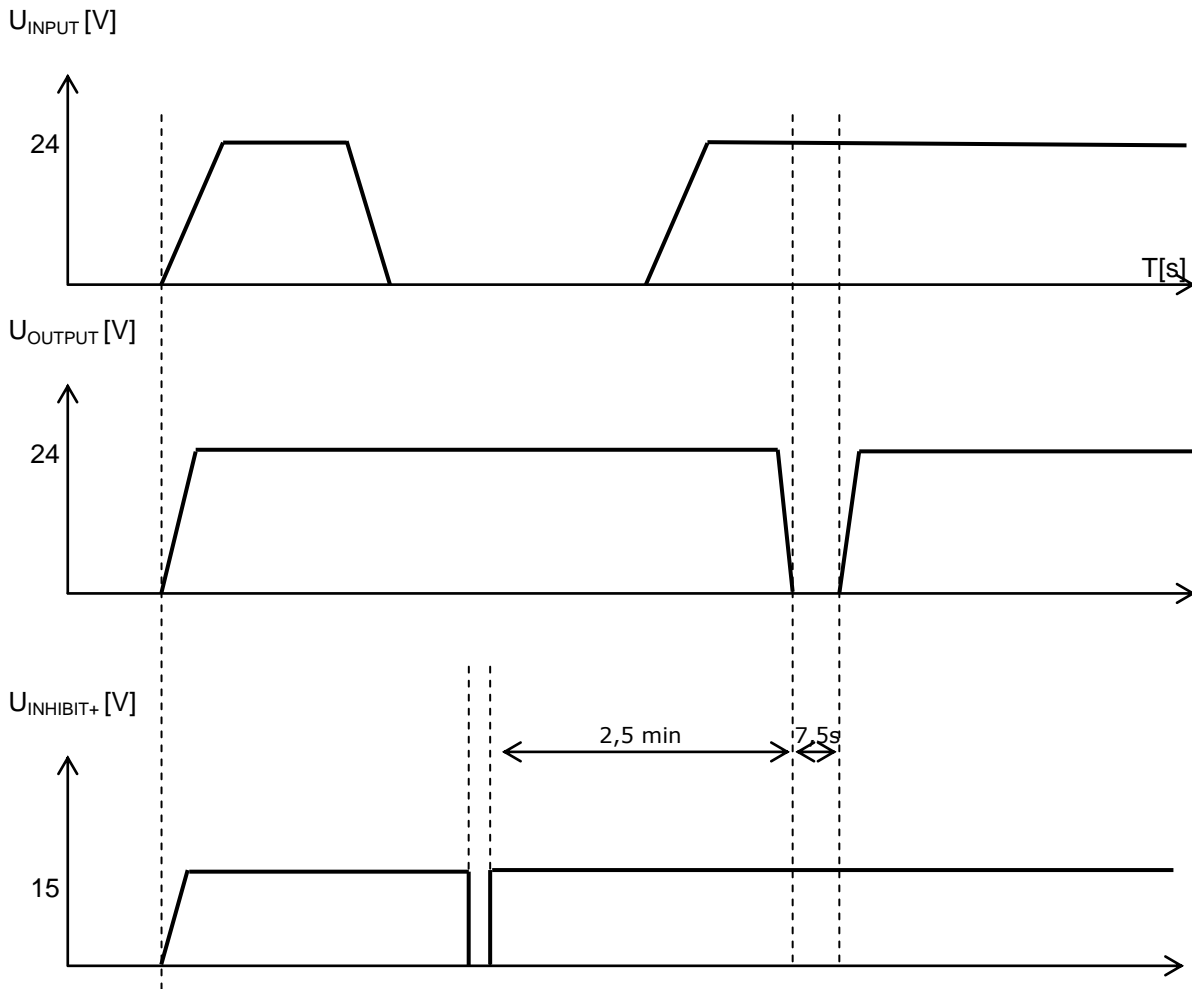 U_INPUT [V]
24
T[s]
U_OUTPUT [V]
24
U_INHIBIT+ [V]
2,5 min
7,5s
15